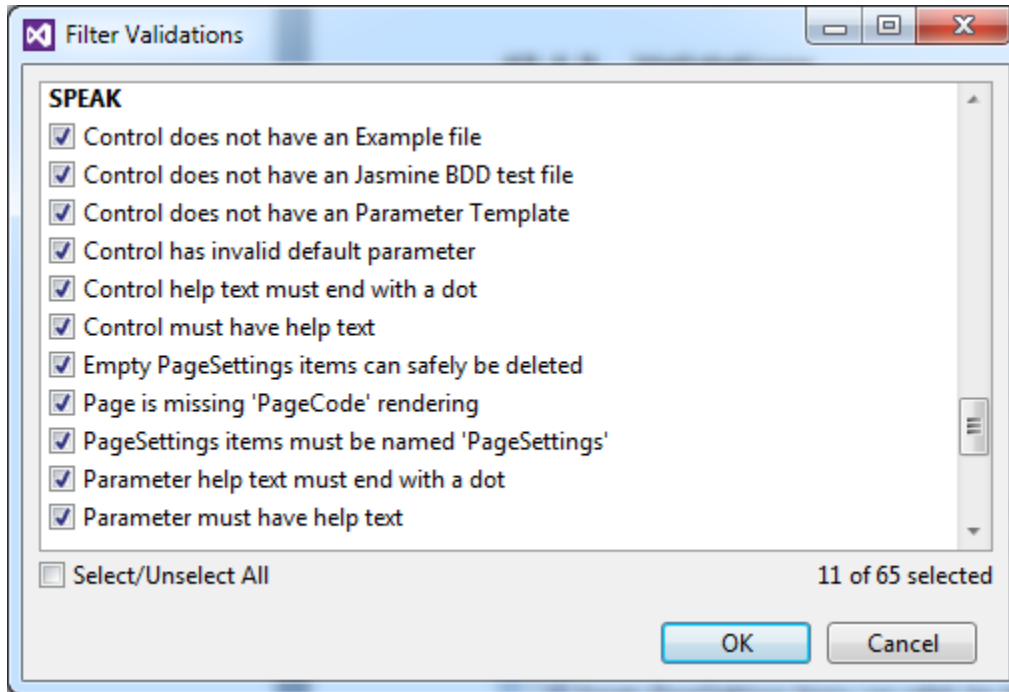 Filter Validations
SPEAK
Control does not have an Example file
Control does not have an Jasmine BDD test file
Control does not have an Parameter Template
Control has invalid default parameter
Control help text must end with a dot
Control must have help text
Empty PageSettings items can safely be deleted
Page is missing 'PageCode' rendering
PageSettings items must be named 'PageSettings'
Parameter help text must end with a dot
Parameter must have help text
Select/Unselect All 11 of 65 selected
OK Cancel